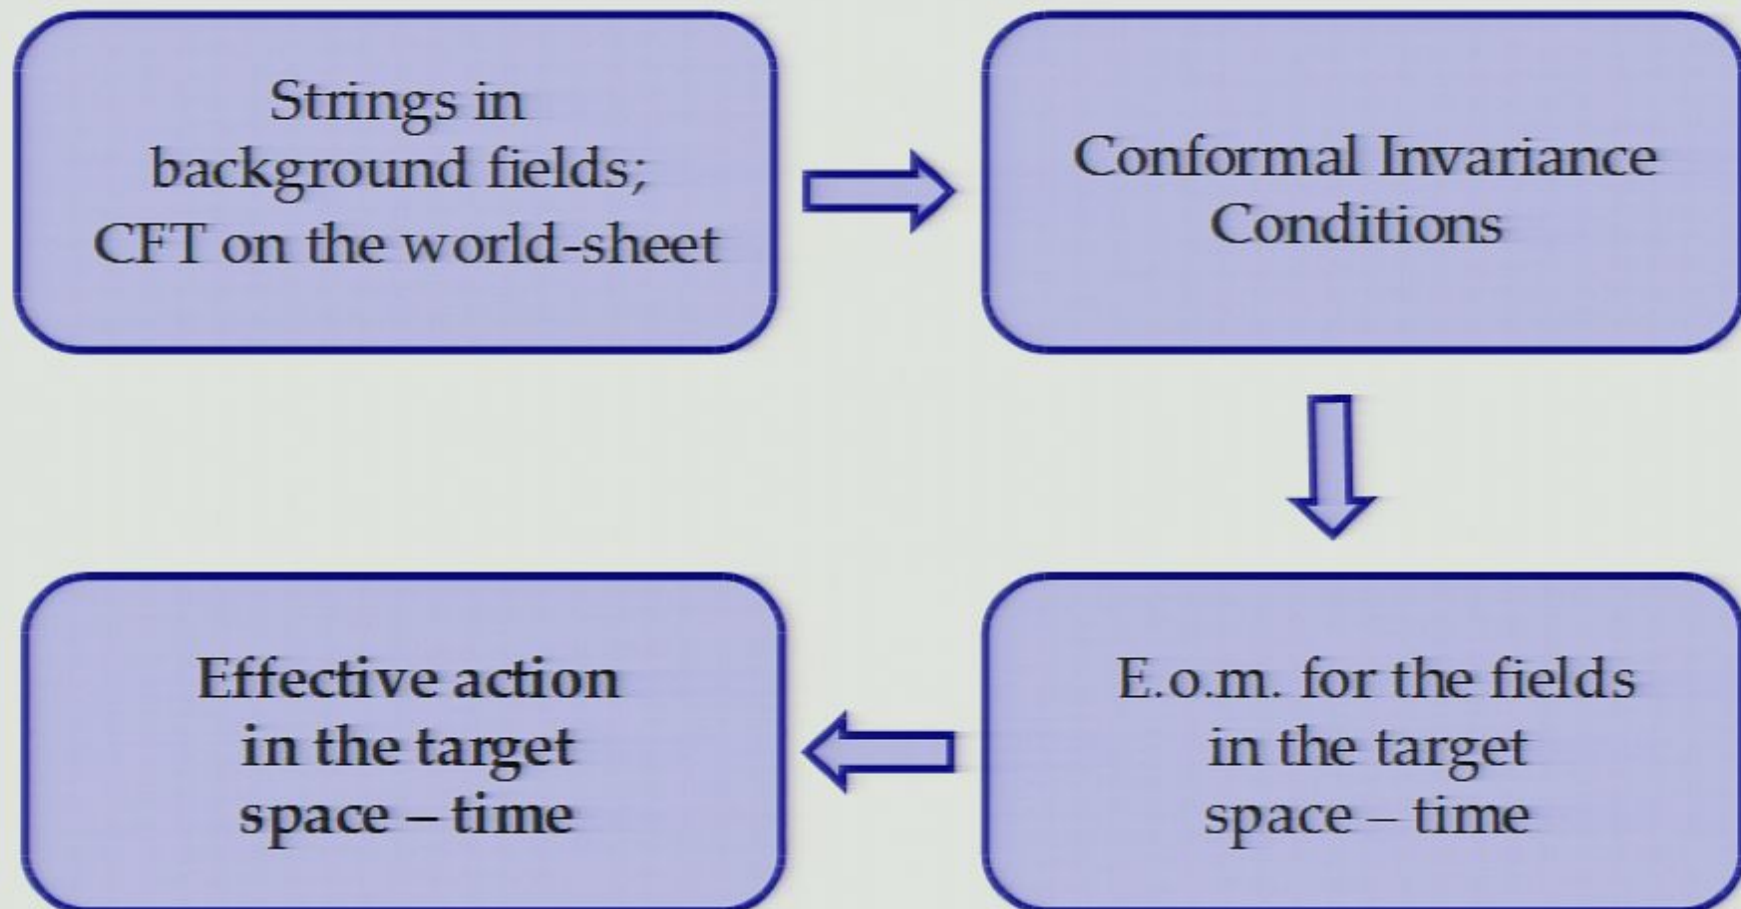 Strings in
background fields;
CFT on the world-sheet
Conformal Invariance
Conditions
E.o.m. for the fields
in the target
space – time
Effective action
in the target
space – time